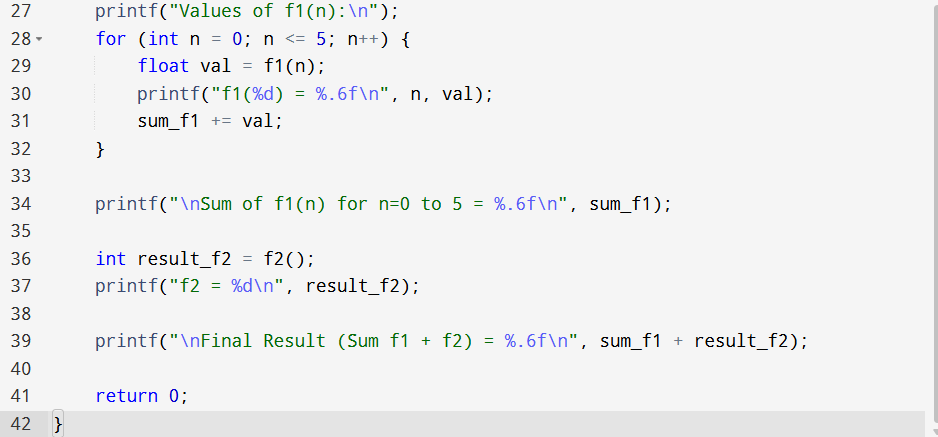 27 printf("Values of f1(n):\n");
28 for (int n = 0; n <= 5; n++) {
29 float val = f1(n);
30 printf("f1(%d) = %.6f\n", n, val);
31 sum_f1 += val;
32 }
33
34 printf("\nSum of f1(n) for n=0 to 5 = %.6f\n", sum_f1);
35
36 int result_f2 = f2();
37 printf("f2 = %d\n", result_f2);
38
39 printf("\nFinal Result (Sum f1 + f2) = %.6f\n", sum_f1 + result_f2);
40
41 return 0;
42 }